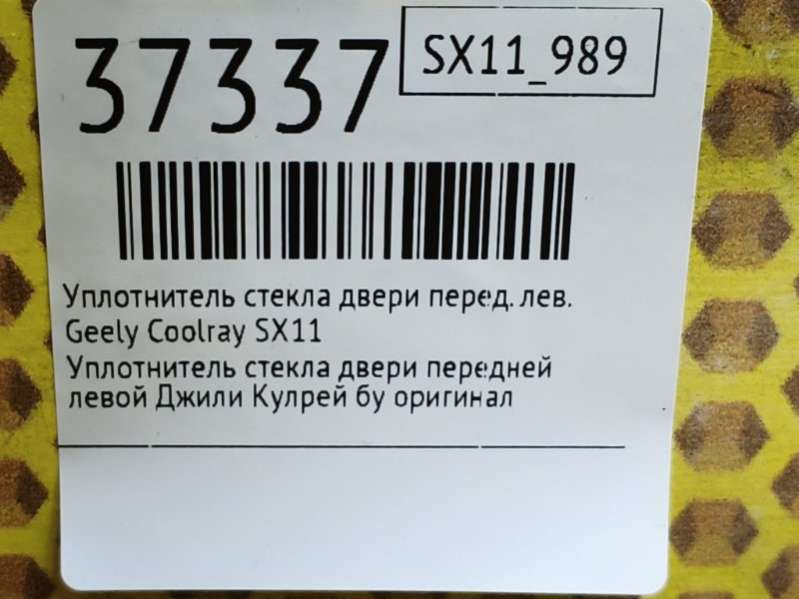 37337
SX11_989
Уплотнитель стекла двери перед. лев.
Geely Coolray SX11
Уплотнитель стекла двери передней
левой Джили Кулрей бу оригинал